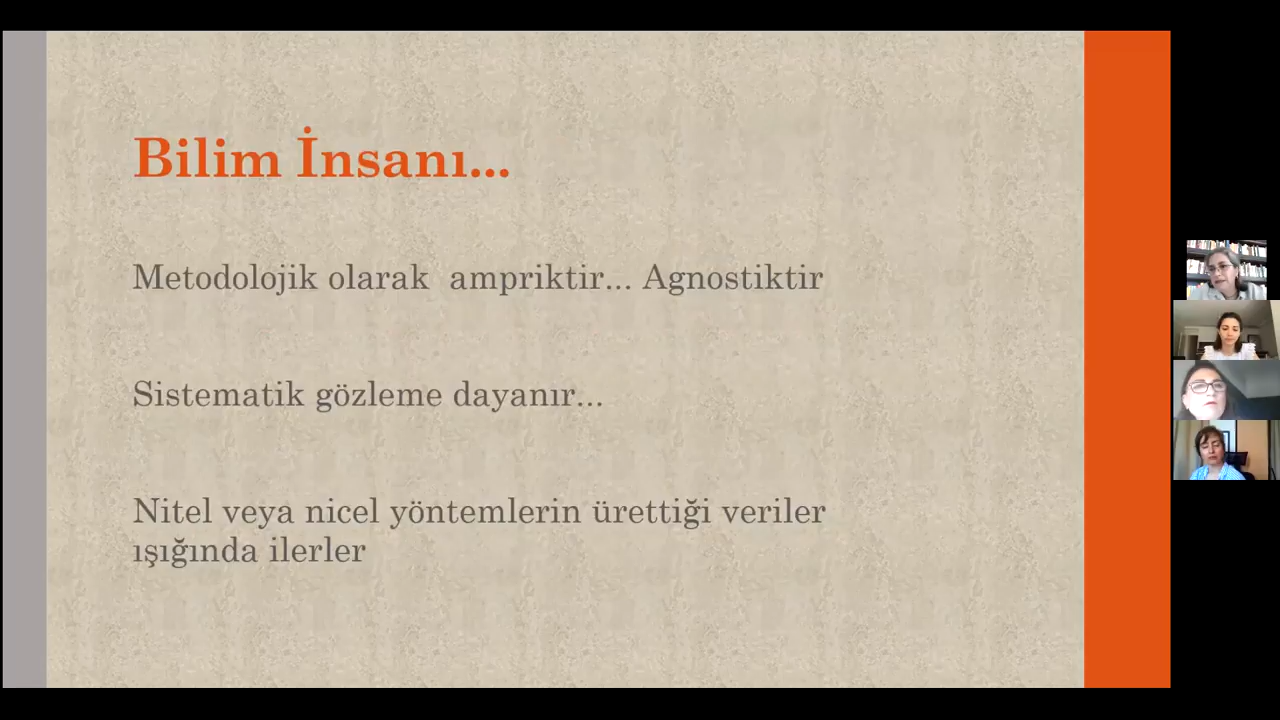 Bilim İnsanı...
Metodolojik olarak  ampriktir... Agnostiktir
Sistematik gözleme dayanır...
Nitel veya nicel yöntemlerin ürettiği veriler
ışığında ilerler